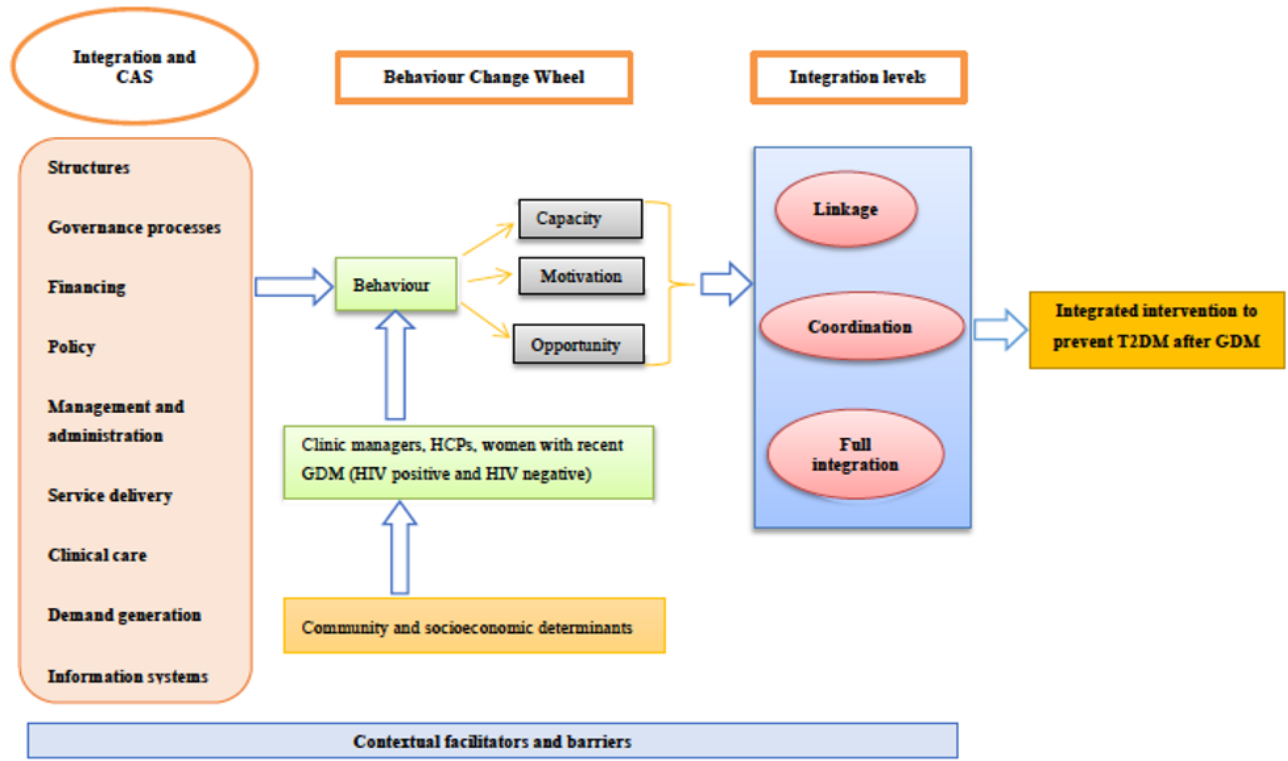 Integration and
CAS
Behaviour Change Wheel
Integration levels
Structures
Governance processes
Financing
Policy
Management and
administration
Service delivery
Clinical care
Demand generation
Information systems
Behaviour
Capacity
Motivation
Opportunity
Clinic managers, HCPs, women with recent
GDM (HIV positive and HIV negative)
Community and socioeconomic determinants
Linkage
Coordination
Full
integration
Integrated intervention to
prevent T2DM after GDM
Contextual facilitators and barriers